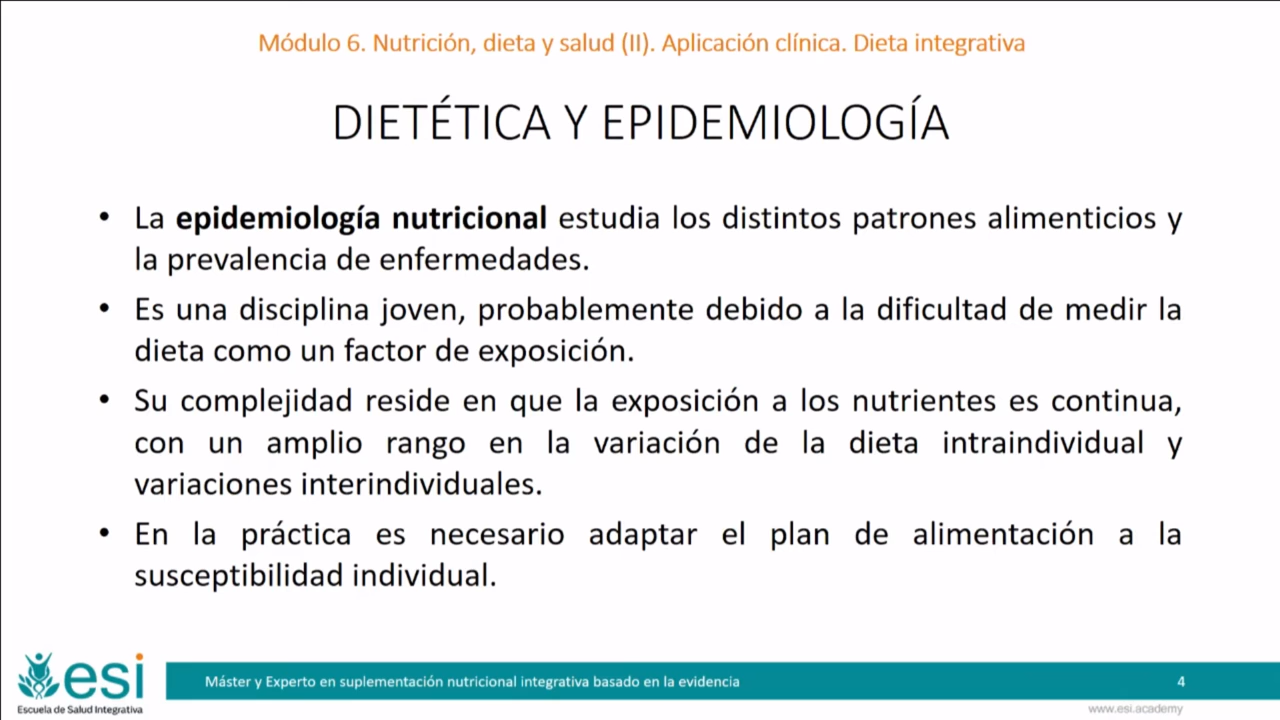 Módulo 6. Nutrición, dieta y salud (II). Aplicación clínica. Dieta integrativa
DIETÉTICA Y EPIDEMIOLOGÍA
• La epidemiología nutricional estudia los distintos patrones alimenticios y
la prevalencia de enfermedades.
• Es una disciplina joven, probablemente debido a la dificultad de medir la
dieta como un factor de exposición.
• Su complejidad reside en que la exposición a los nutrientes es continua,
con un amplio rango en la variación de la dieta intraindividual y
variaciones interindividuales.
• En la práctica es necesario adaptar el plan de alimentación a la
susceptibilidad individual.
esi
Escuela de Salud Integrativa
Máster y Experto en suplementación nutricional integrativa basado en la evidencia
4
www.esi.academy